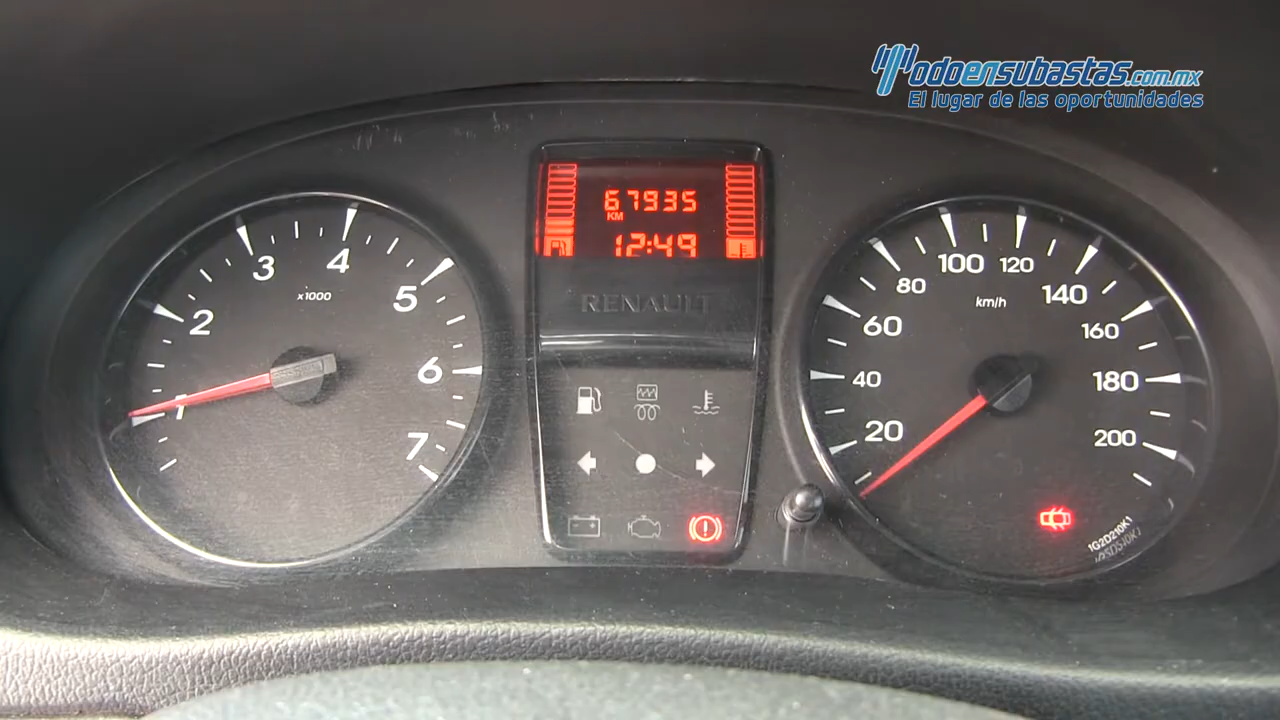 Todoensubastas.com.mx
El lugar de las oportunidades
67935
KM
12:49
RENAULT
1
2
3
4
5
6
7
x1000
20
40
60
80
100
120
140
160
180
200
km/h
1G2D210K1